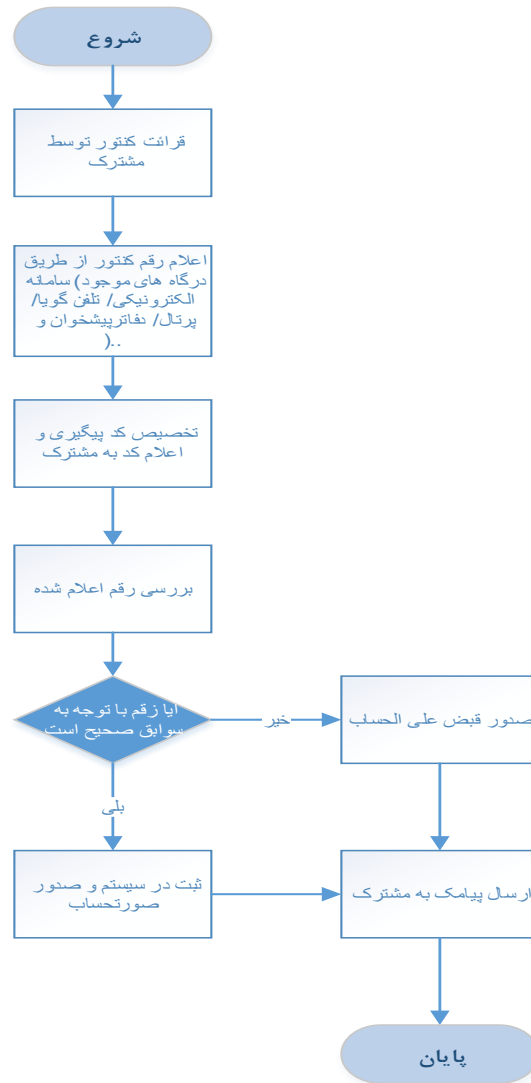 شروع
قرائت کنتور توسط
مشترک
اعلام رقم کنتور از طریق
درگاه های موجود)سامانه
الکترونیکی/ تلفن گویا/
پرتال/ دفاترپیشخوان و
..(
تخصیص کد پیگیری و
اعلام کد به مشترک
بررسی رقم اعلام شده
ایا رقم با توجه به
سوابق صحیح است
خیر
صدور قبض علی الحساب
بلی
ثبت در سیستم و صدور
صورتحساب
ارسال پیامک به مشترک
پایان